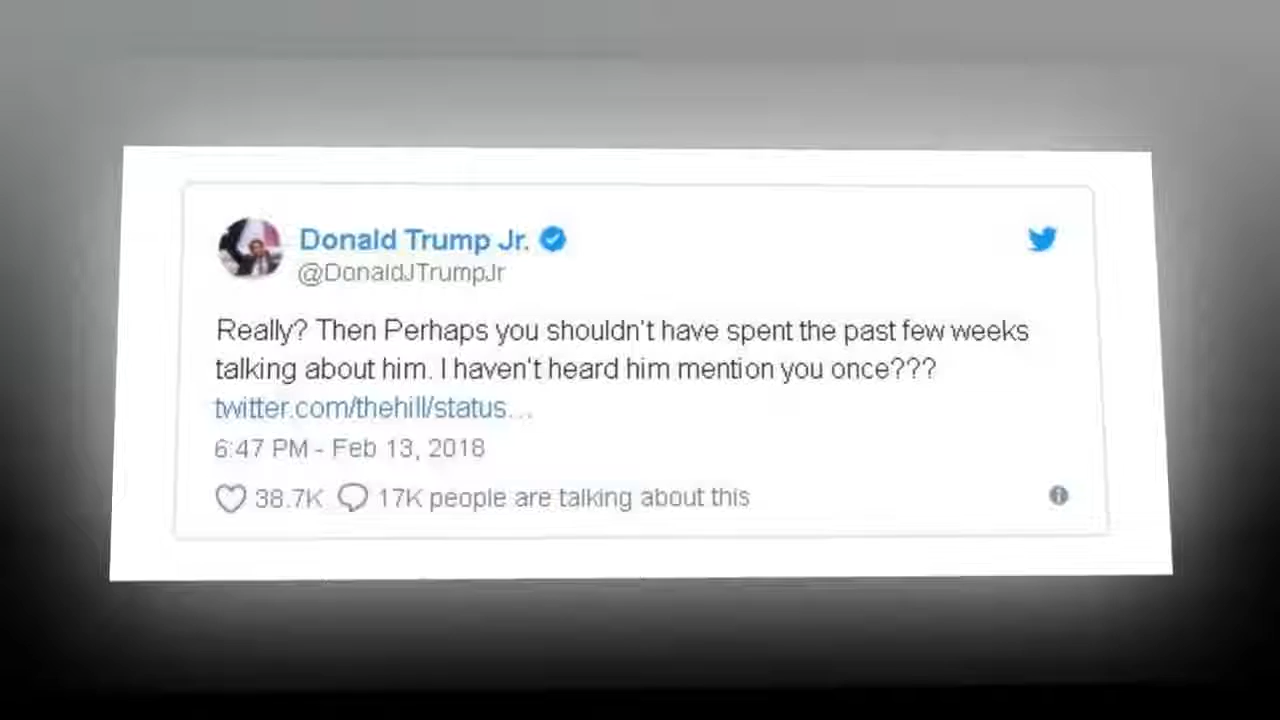 Donald Trump Jr.
@DonaldJTrumpJr
Really? Then Perhaps you shouldn't have spent the past few weeks
talking about him. I haven't heard him mention you once???
twitter.com/thehill/status…
6:47 PM - Feb 13, 2018
38.7K 17K people are talking about this